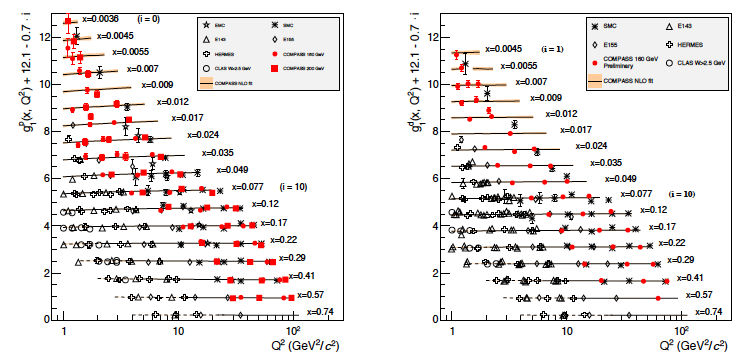 g₁ᵖ(x, Q²) + 12.1 - 0.7 · i
12
10
8
6
4
2
0
1
10
10²
Q² (GeV²/c²)
x=0.0036 (i = 0)
x=0.0045
x=0.0055
x=0.007
x=0.009
x=0.012
x=0.017
x=0.024
x=0.035
x=0.049
x=0.077 (i = 10)
x=0.12
x=0.17
x=0.22
x=0.29
x=0.41
x=0.57
x=0.74
SMC SMC
E143 E155
HERMES COMPASS 160 GeV
CLAS W>2.5 GeV COMPASS 200 GeV
COMPASS NLO fit
g₁ᵈ(x, Q²) + 12.1 - 0.7 · i
12
10
8
6
4
2
0
1
10
10²
Q² (GeV²/c²)
x=0.0045 (i = 1)
x=0.0055
x=0.007
x=0.009
x=0.012
x=0.017
x=0.024
x=0.035
x=0.049
x=0.077 (i = 10)
x=0.12
x=0.17
x=0.22
x=0.29
x=0.41
x=0.57
x=0.74
SMC E143
E155 HERMES
COMPASS 160 GeV CLAS W>2.5 GeV
Preliminary
COMPASS NLO fit